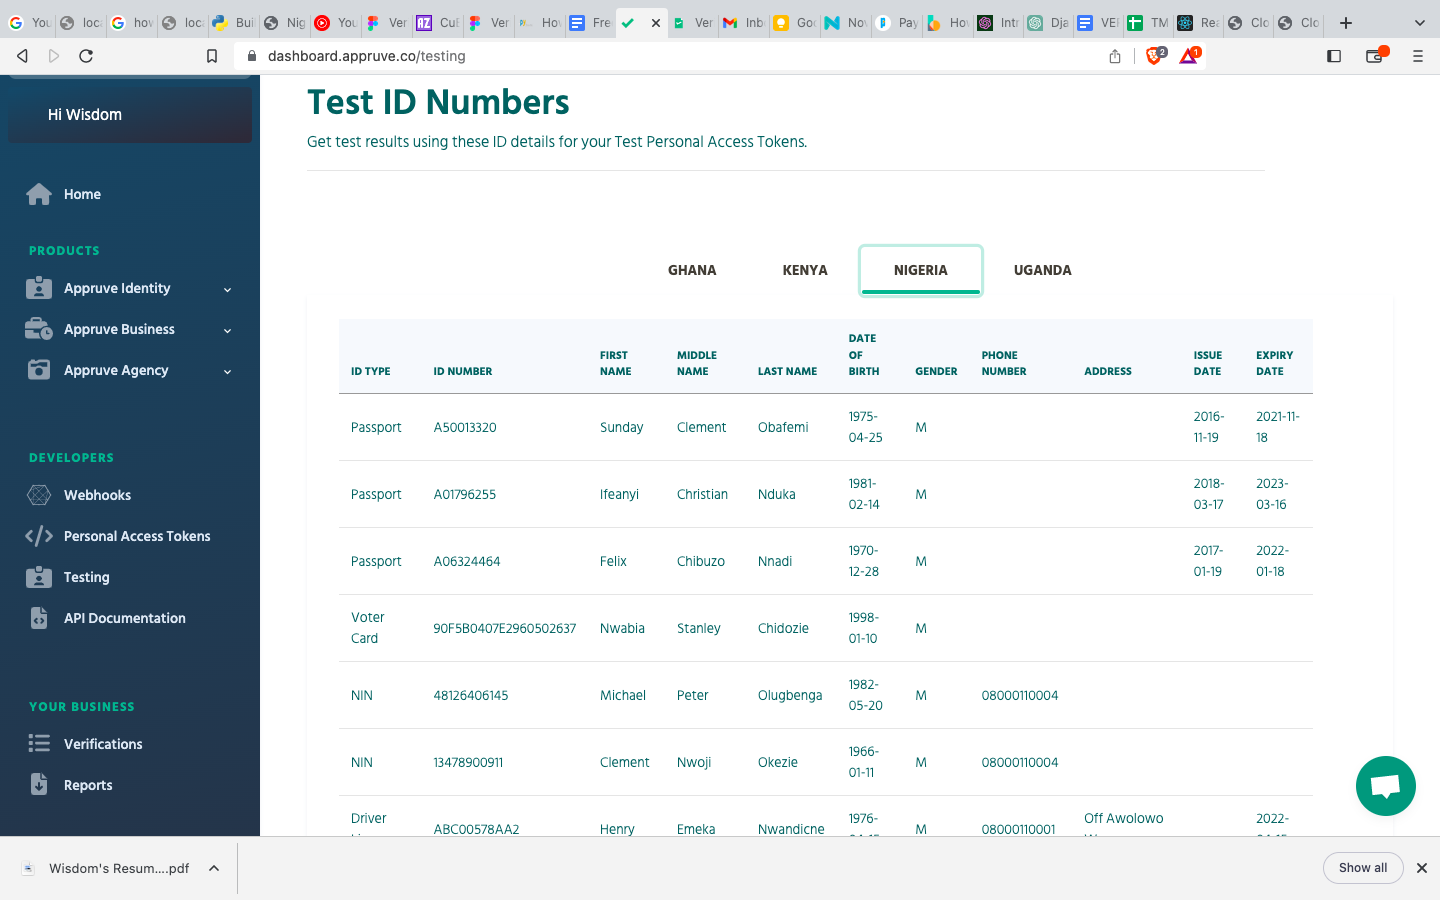 You
loca
hov
loca
Buil
Nig
You
Ver
CuE
Ver
Hov
Fre
Ver
Inbo
Goo
Nov
Pay
Hov
Intr
Dja
VEI
TM
Rea
Clo
Clo
dashboard.appruve.co/testing
2
1
Hi Wisdom
Home
PRODUCTS
Appruve Identity
Appruve Business
Appruve Agency
DEVELOPERS
Webhooks
Personal Access Tokens
Testing
API Documentation
YOUR BUSINESS
Verifications
Reports
Test ID Numbers
Get test results using these ID details for your Test Personal Access Tokens.
GHANA KENYA NIGERIA UGANDA
ID TYPE ID NUMBER FIRST NAME MIDDLE NAME LAST NAME DATE OF BIRTH GENDER PHONE NUMBER ADDRESS ISSUE DATE EXPIRY DATE
Passport A50013320 Sunday Clement Obafemi 1975-04-25 M 2016-11-19 2021-11-18
Passport A01796255 Ifeanyi Christian Nduka 1981-02-14 M 2018-03-17 2023-03-16
Passport A06324464 Felix Chibuzo Nnadi 1970-12-28 M 2017-01-19 2022-01-18
Voter Card 90F5B0407E2960502637 Nwabia Stanley Chidozie 1998-01-10 M
NIN 48126406145 Michael Peter Olugbenga 1982-05-20 M 08000110004
NIN 13478900911 Clement Nwoji Okezie 1966-01-11 M 08000110004
Driver ABC00578AA2 Henry Emeka Nwandicne 1976- M 08000110001 Off Awolowo 2022-
Wisdom's Resum....pdf
Show all